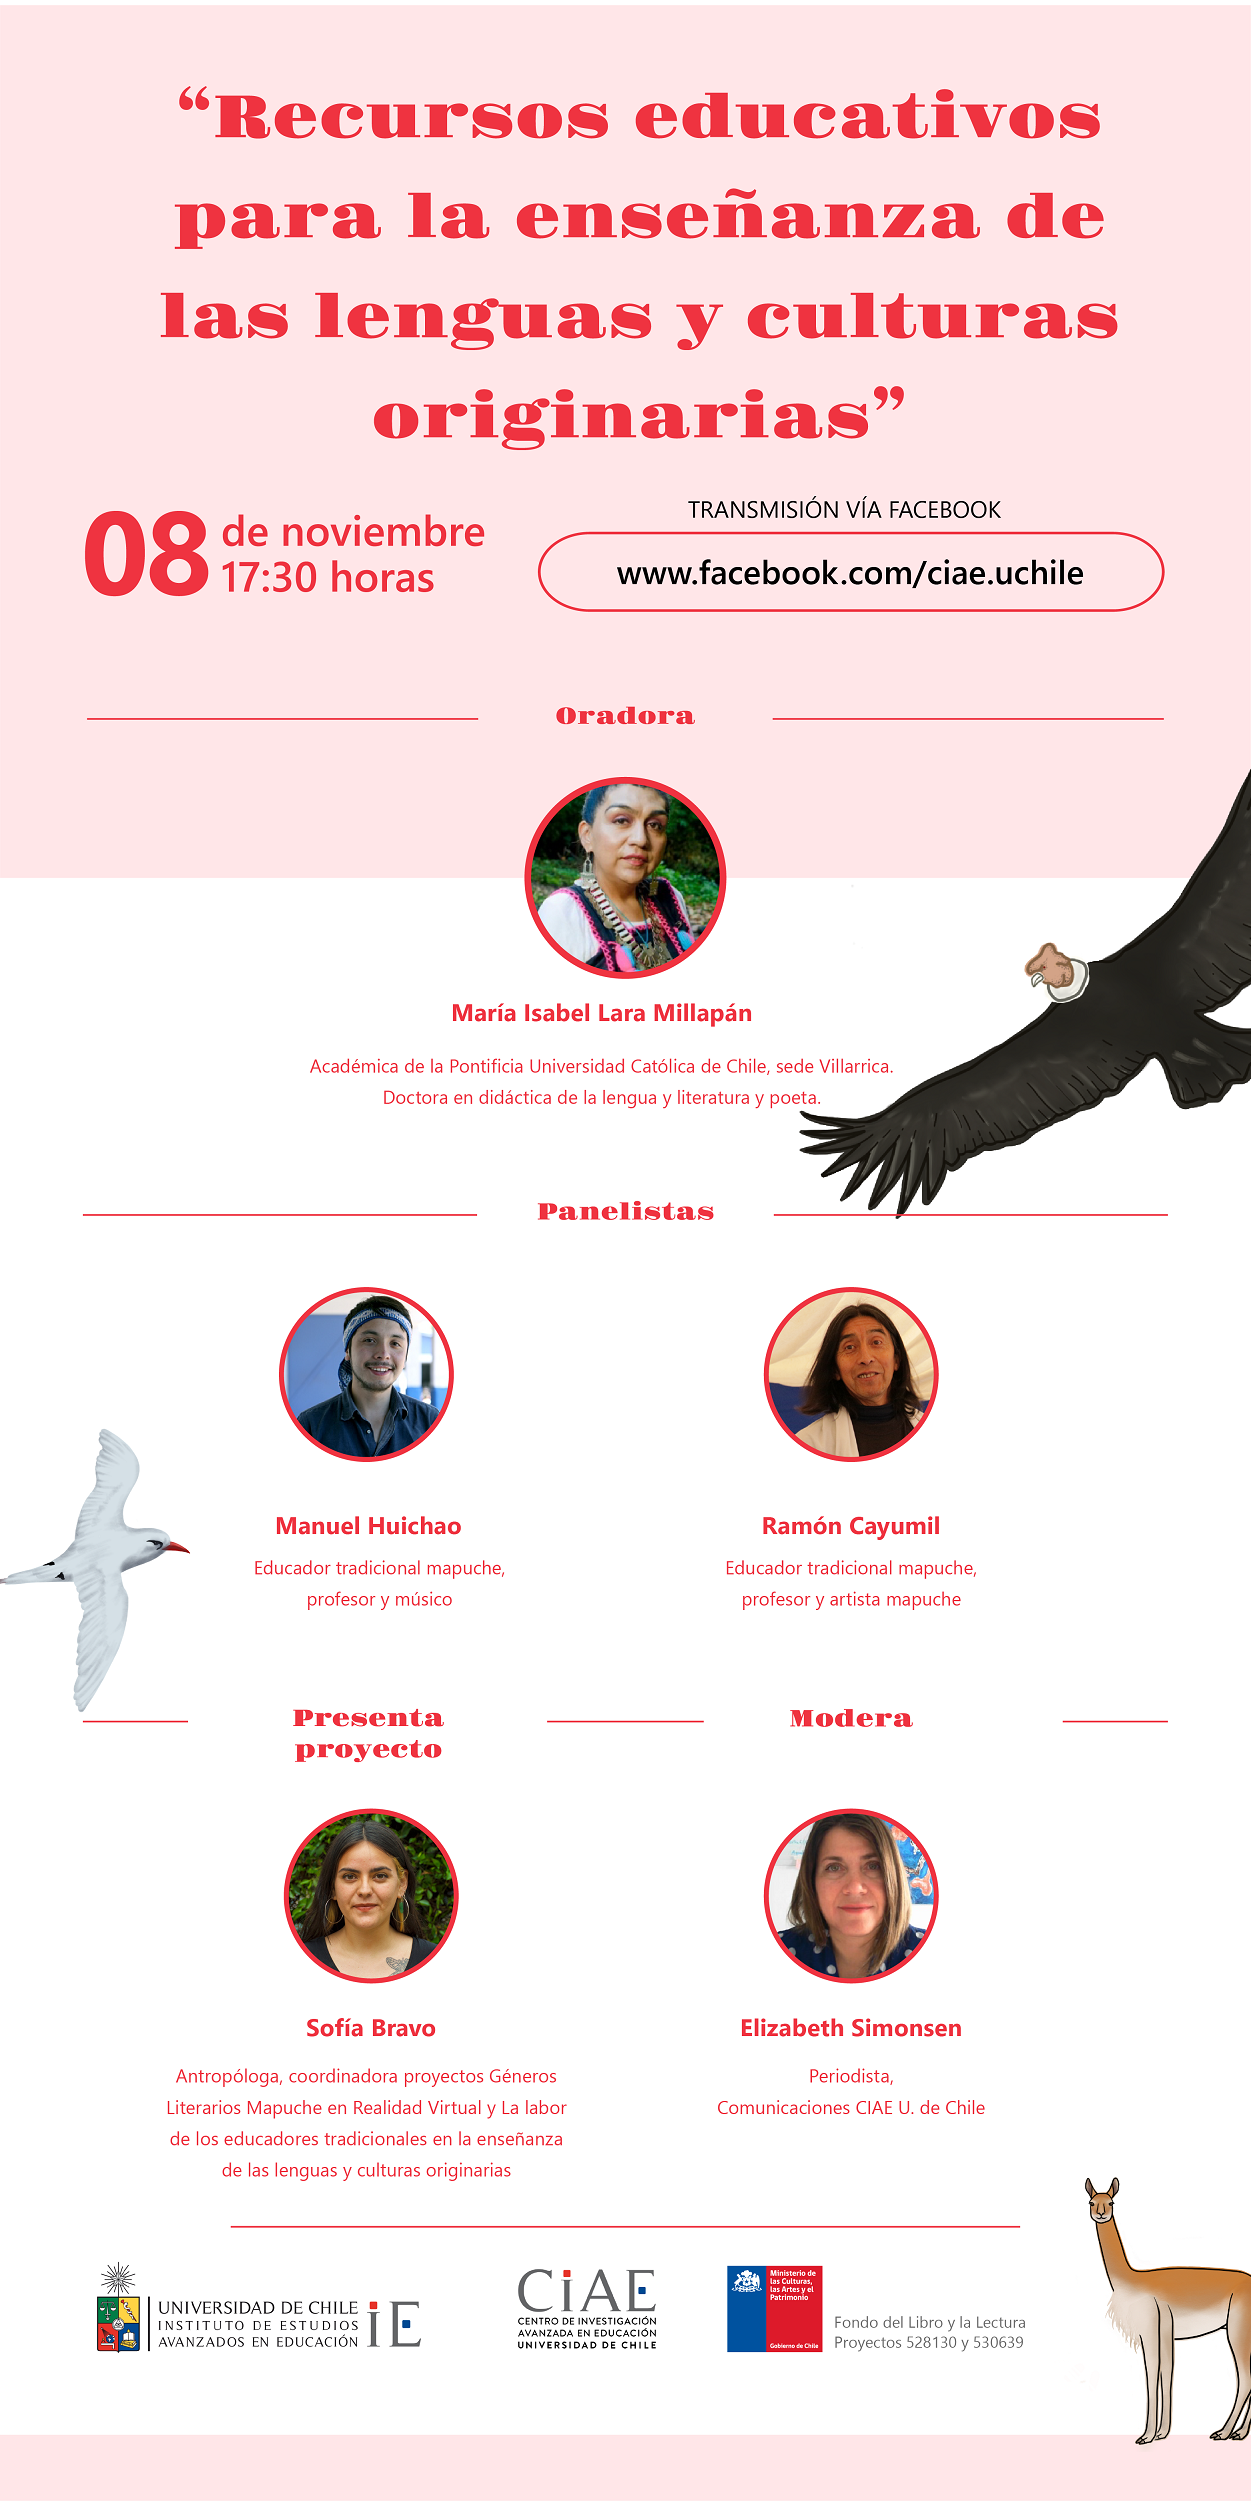 “Recursos educativos
para la enseñanza de
las lenguas y culturas
originarias”
08 de noviembre
17:30 horas
TRANSMISIÓN VÍA FACEBOOK
www.facebook.com/ciae.uchile
Oradora
María Isabel Lara Millapán
Académica de la Pontificia Universidad Católica de Chile, sede Villarrica.
Doctora en didáctica de la lengua y literatura y poeta.
Panelistas
Manuel Huichao
Educador tradicional mapuche,
profesor y músico
Ramón Cayumil
Educador tradicional mapuche,
profesor y artista mapuche
Presenta
proyecto
Sofía Bravo
Antropóloga, coordinadora proyectos Géneros
Literarios Mapuche en Realidad Virtual y La labor
de los educadores tradicionales en la enseñanza
de las lenguas y culturas originarias
Modera
Elizabeth Simonsen
Periodista,
Comunicaciones CIAE U. de Chile
UNIVERSIDAD DE CHILE
INSTITUTO DE ESTUDIOS
AVANZADOS EN EDUCACIÓN
iE
CiAE
CENTRO DE INVESTIGACIÓN
AVANZADA EN EDUCACIÓN
UNIVERSIDAD DE CHILE
Ministerio de
las Culturas,
las Artes y el
Patrimonio
Gobierno de Chile
Fondo del Libro y la Lectura
Proyectos 528130 y 530639